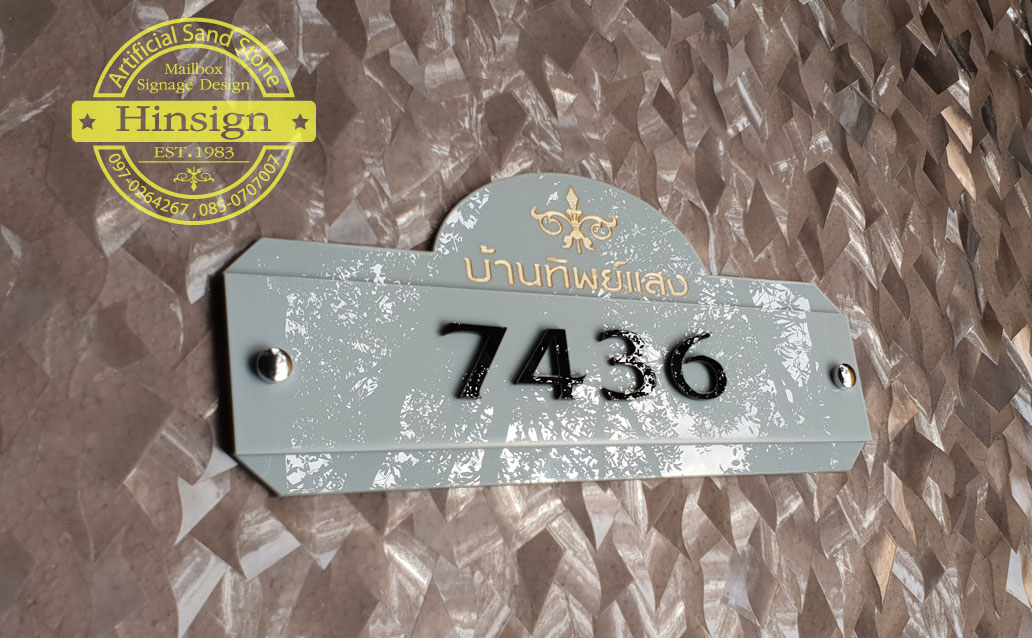 Artificial Sand Stone
Mailbox
Signage Design
Hinsign
EST.1983
097-0264267 , 085-0707007
บ้านทิพย์แสง
7436